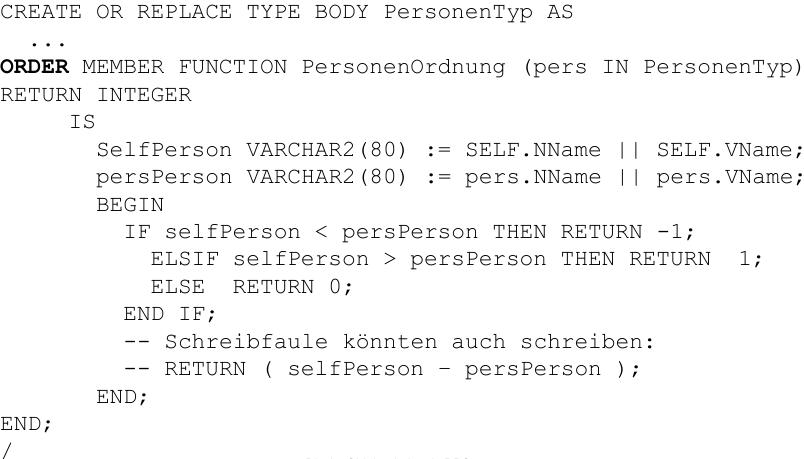 CREATE OR REPLACE TYPE BODY PersonenTyp AS
...
ORDER MEMBER FUNCTION PersonenOrdnung (pers IN PersonenTyp)
RETURN INTEGER
IS
SelfPerson VARCHAR2(80) := SELF.NName || SELF.VName;
persPerson VARCHAR2(80) := pers.NName || pers.VName;
BEGIN
IF selfPerson < persPerson THEN RETURN -1;
ELSIF selfPerson > persPerson THEN RETURN  1;
ELSE  RETURN 0;
END IF;
-- Schreibfaule könnten auch schreiben:
-- RETURN ( selfPerson – persPerson );
END;
END;
/